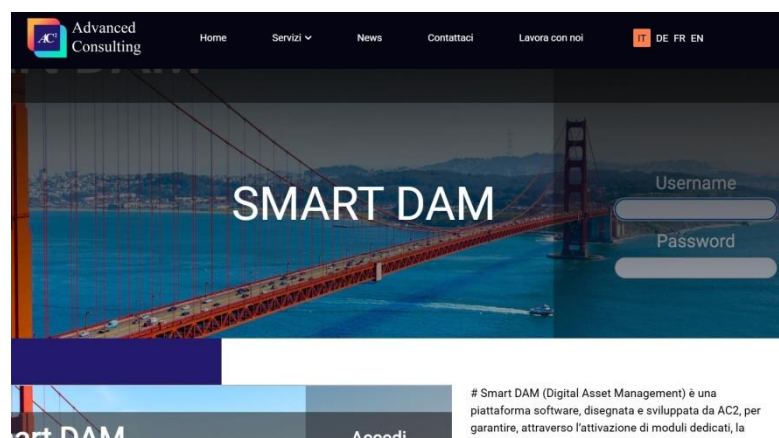 AC²
Advanced
Consulting
Home
Servizi
News
Contattaci
Lavora con noi
IT DE FR EN
SMART DAM
Username
Password
# Smart DAM (Digital Asset Management) è una
piattaforma software, disegnata e sviluppata da AC2, per
garantire, attraverso l'attivazione di moduli dedicati, la
DAM
Accedi